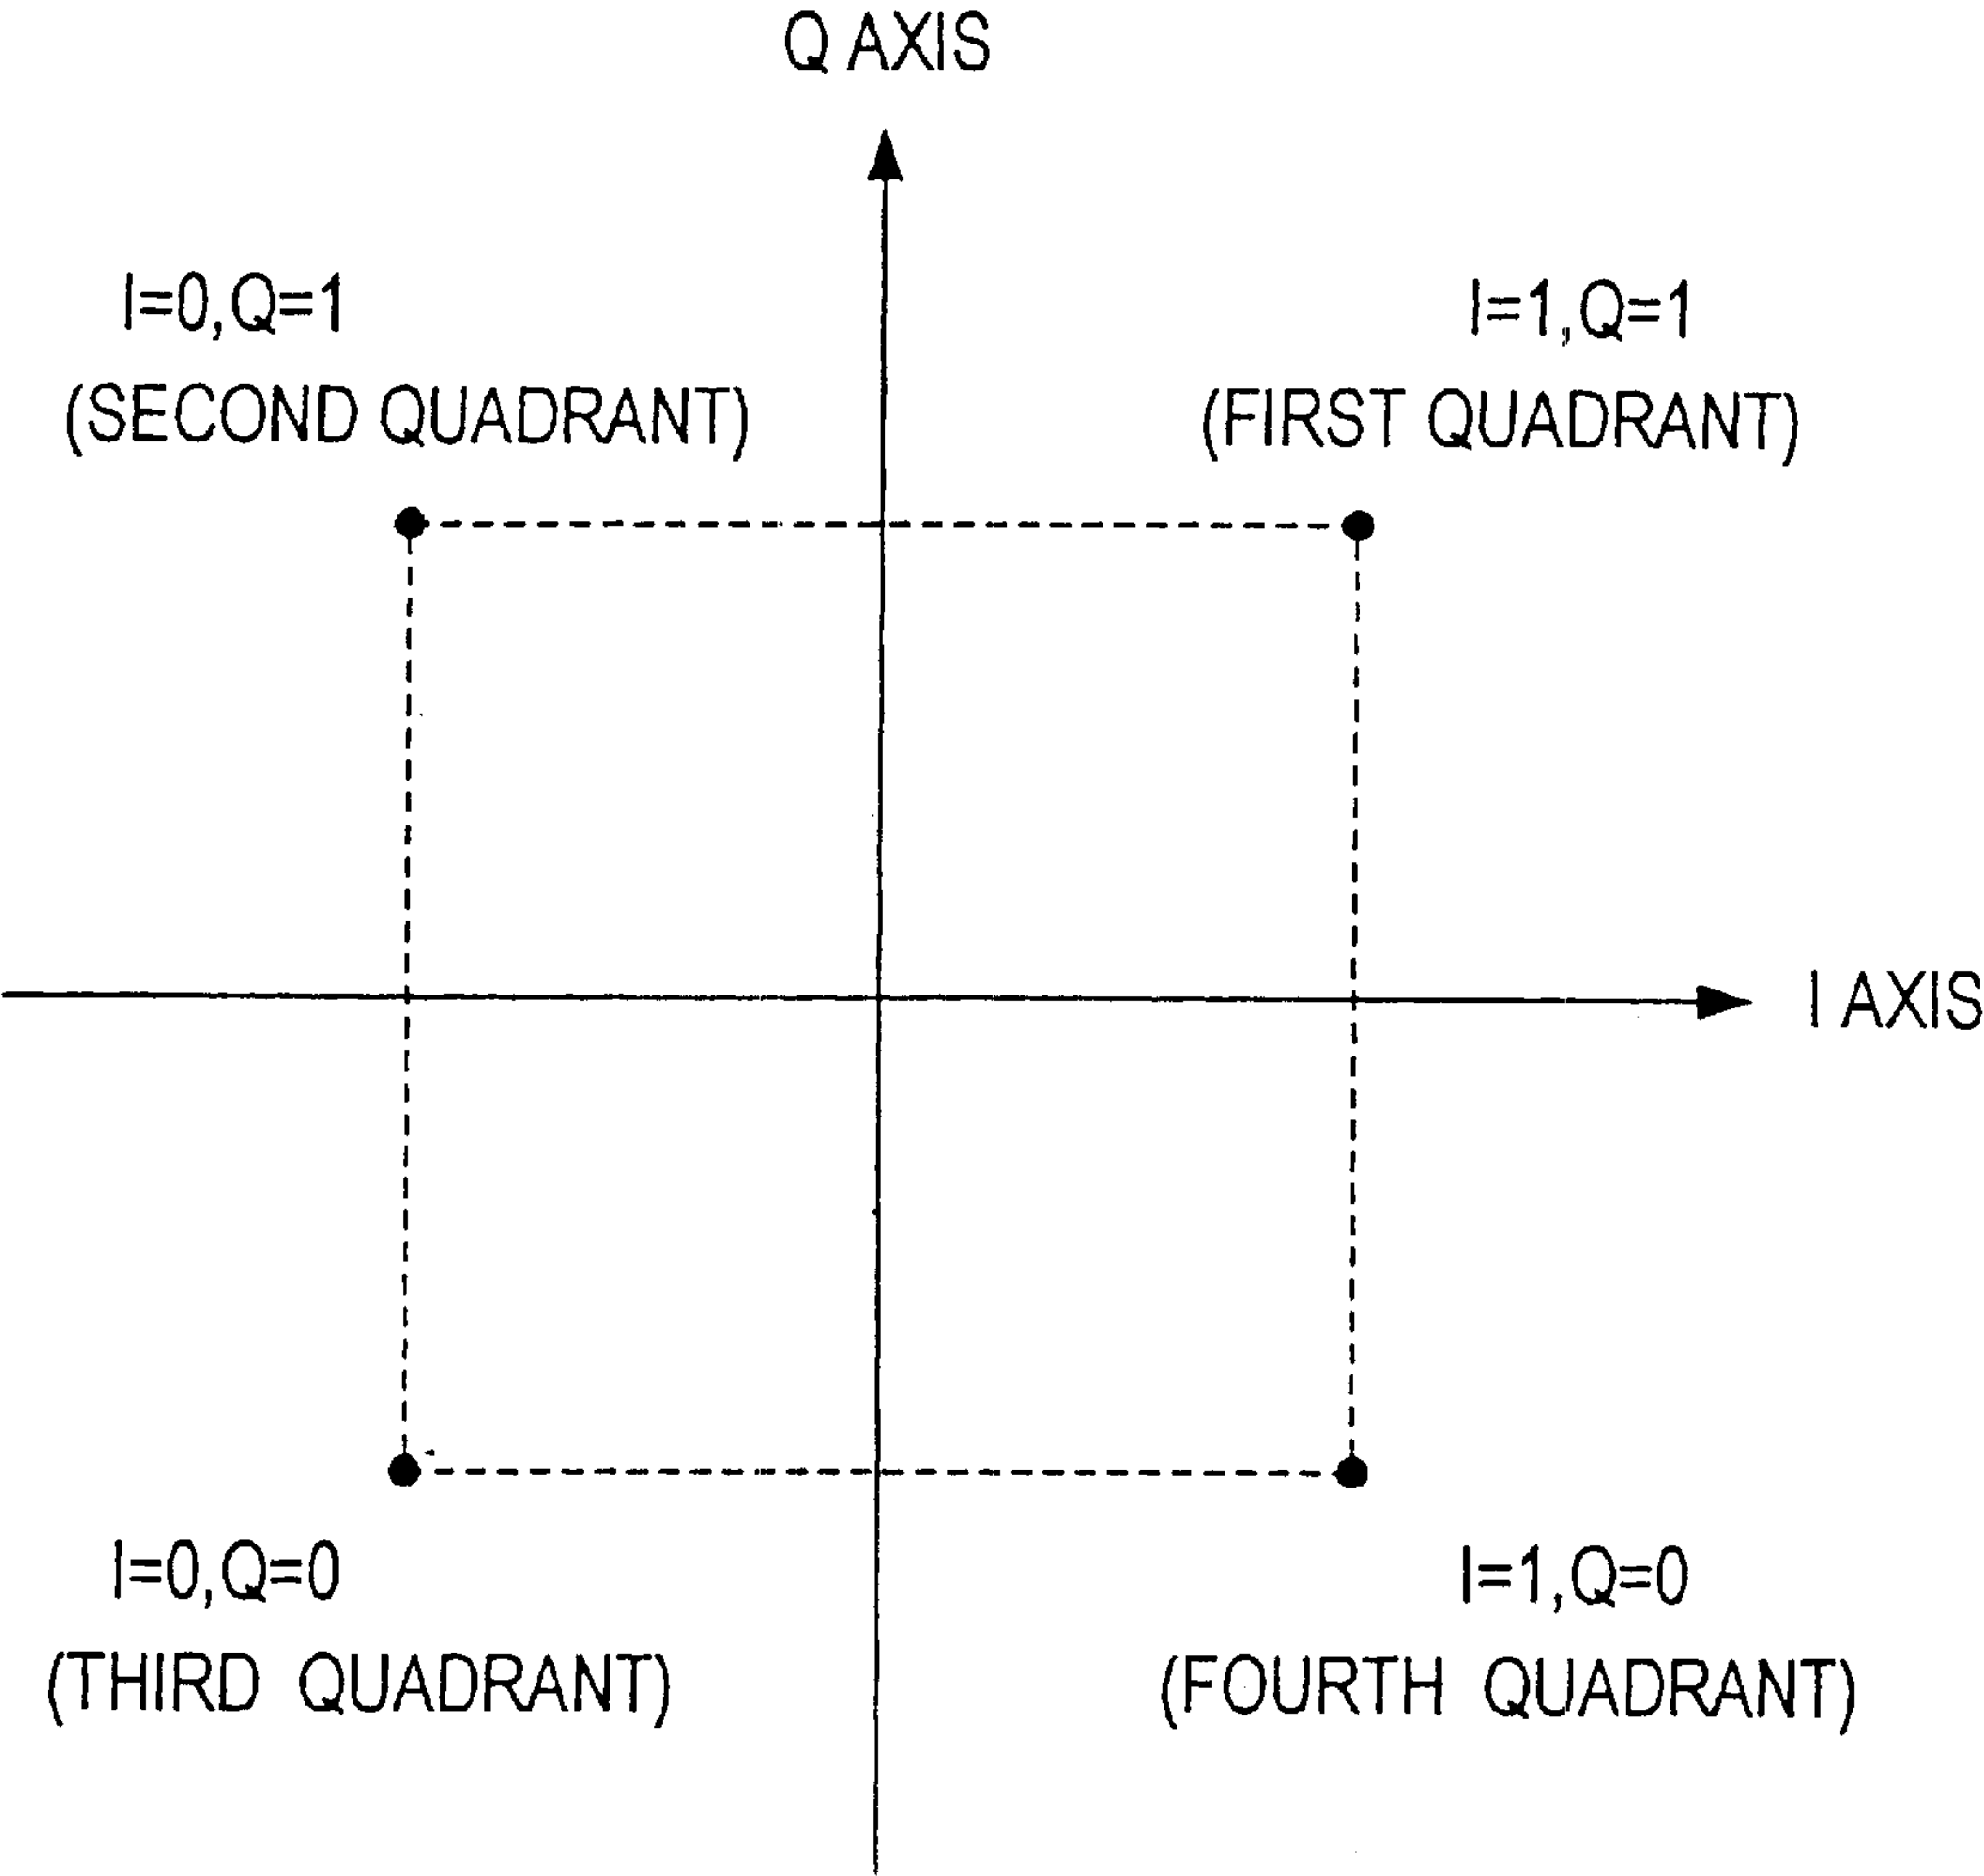 Q AXIS
I=0,Q=1
(SECOND QUADRANT)
I=1,Q=1
(FIRST QUADRANT)
I AXIS
I=0,Q=0
(THIRD QUADRANT)
I=1,Q=0
(FOURTH QUADRANT)